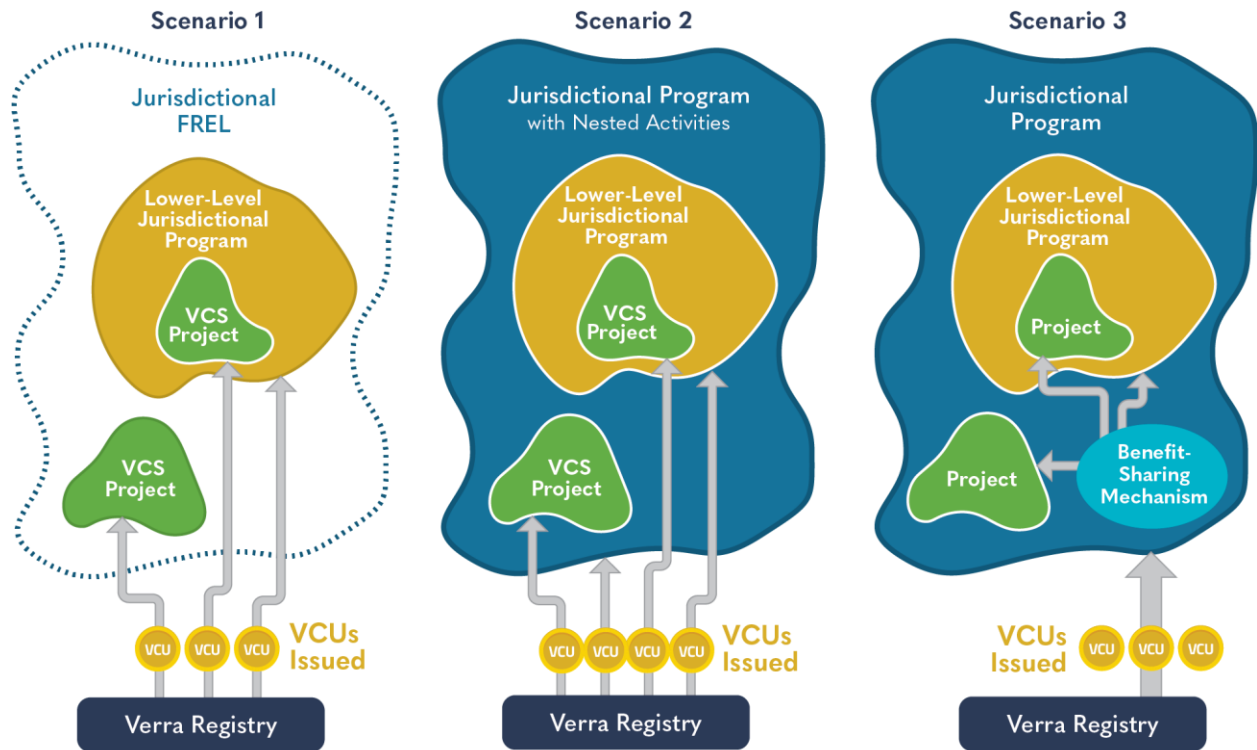 Scenario 1
Jurisdictional
FREL
Lower-Level
Jurisdictional
Program
VCS
Project
VCS
Project
VCU
VCU
VCU
VCUs
Issued
Verra Registry
Scenario 2
Jurisdictional Program
with Nested Activities
Lower-Level
Jurisdictional
Program
VCS
Project
VCS
Project
VCU
VCU
VCU
VCU
VCUs
Issued
Verra Registry
Scenario 3
Jurisdictional
Program
Lower-Level
Jurisdictional
Program
Project
Project
Benefit-
Sharing
Mechanism
VCUs
Issued
VCU
VCU
VCU
Verra Registry